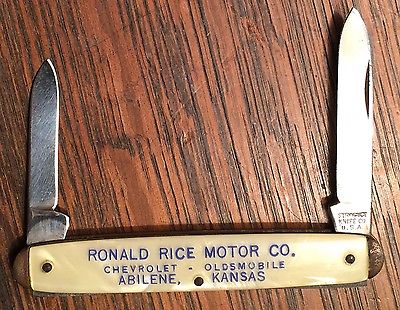 RONALD RICE MOTOR CO.
CHEVROLET - OLDSMOBILE
ABILENE, KANSAS
KNIFE CO.
U.S.A.